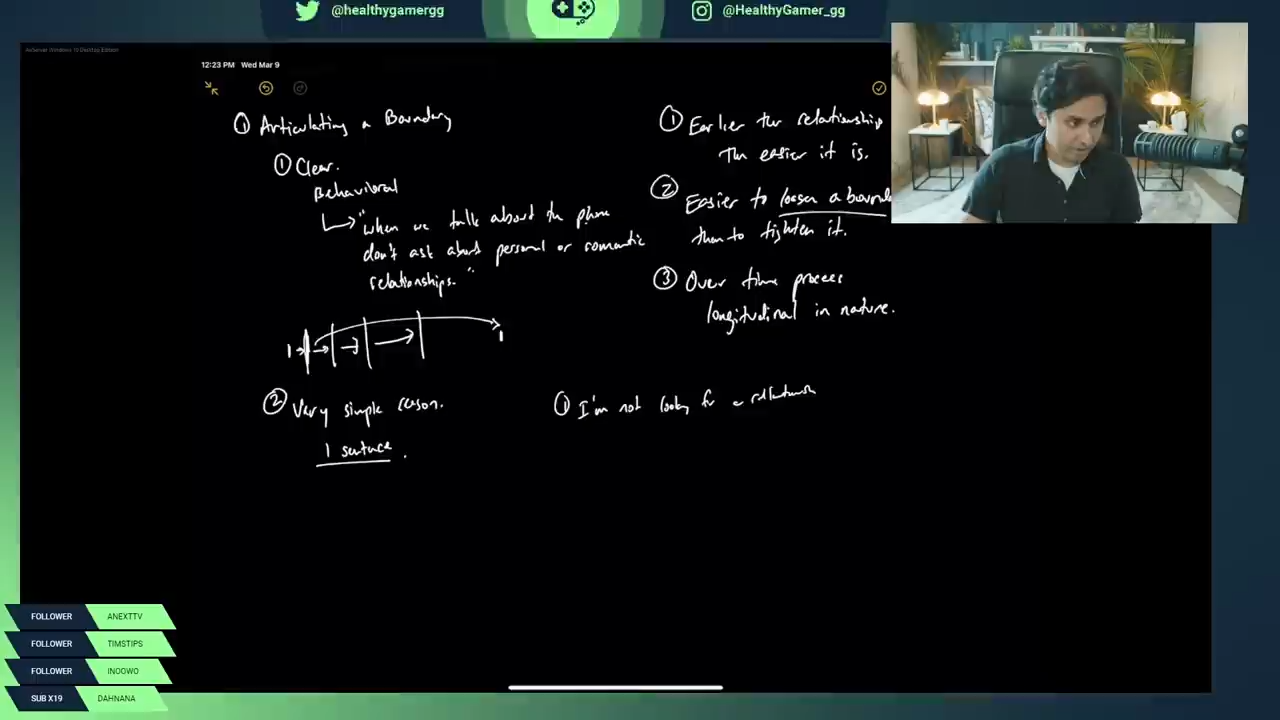 @healthygamergg
@HealthyGamer_gg
12:23 PM Wed Mar 9
① Articulating a Boundary
① Clear.
Behavioral
"when we talk about the phone
don't ask about personal or romantic
relationships."
1
1
② Very simple reason.
1 sentence.
① Earlier the relationship
The easier it is.
② Easier to loosen a bound
than to tighten it.
③ Over time process
longitudinal in nature.
① I'm not looking for a relationship
FOLLOWER ANEXTTV
FOLLOWER TIMSTIPS
FOLLOWER INOOWO
SUB X19 DAHNANA